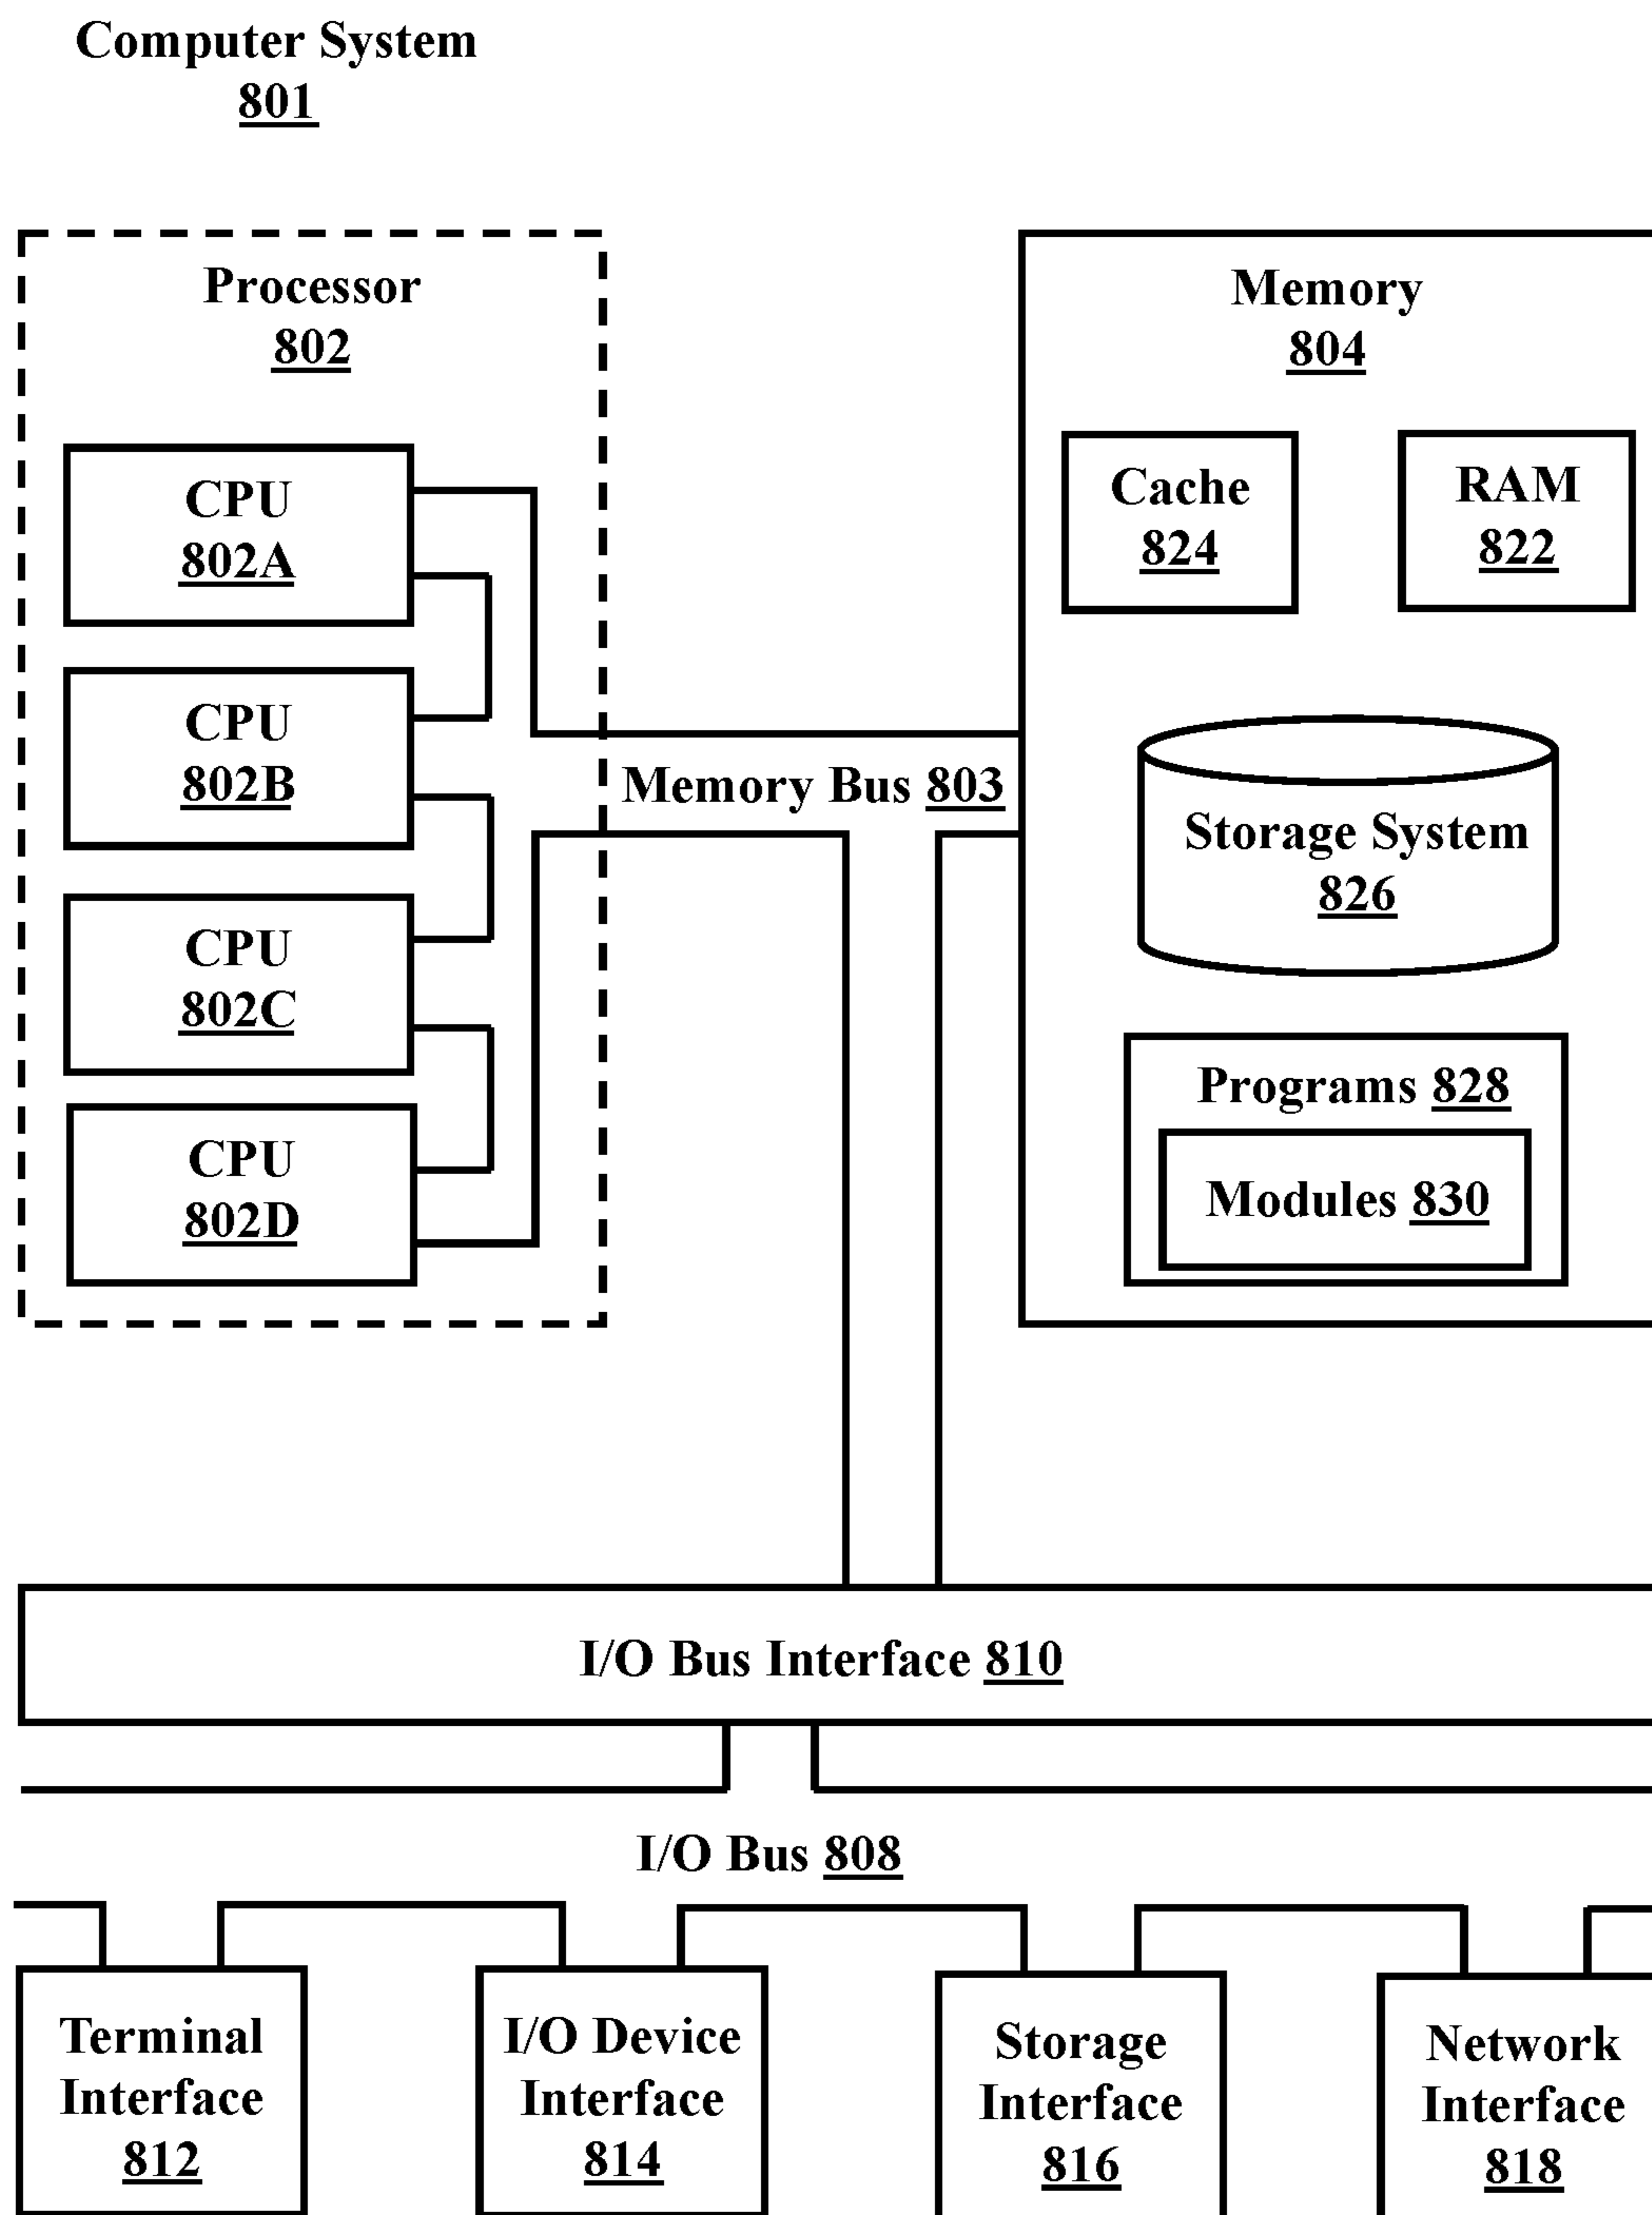 Computer System
801
Processor
802
CPU
802A
CPU
802B
CPU
802C
CPU
802D
Memory Bus 803
Memory
804
Cache
824
RAM
822
Storage System
826
Programs 828
Modules 830
I/O Bus Interface 810
I/O Bus 808
Terminal
Interface
812
I/O Device
Interface
814
Storage
Interface
816
Network
Interface
818